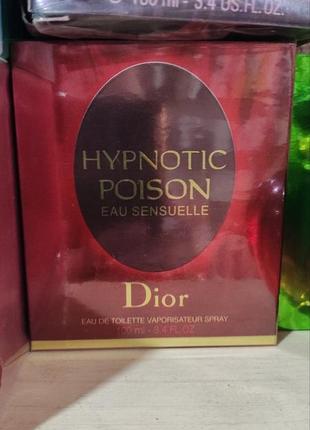 100 ml - 3.4 US.FL.OZ.
HYPNOTIC
POISON
EAU SENSUELLE
Dior
EAU DE TOILETTE VAPORISATEUR SPRAY
100 ml - 3.4 FL.OZ